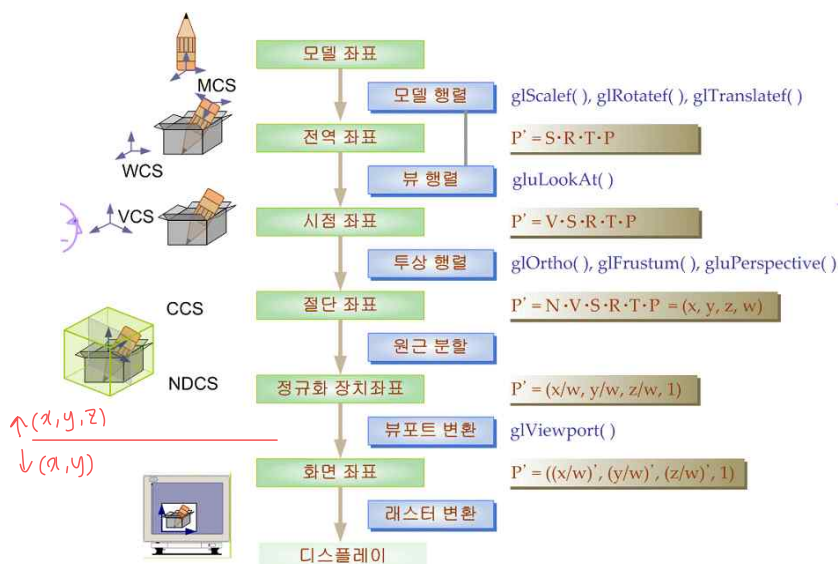 모델 좌표
MCS
모델 행렬 glScalef( ), glRotatef( ), glTranslatef( )
전역 좌표 P' = S·R·T·P
WCS
뷰 행렬 gluLookAt( )
VCS
시점 좌표 P' = V·S·R·T·P
투상 행렬 glOrtho( ), glFrustum( ), gluPerspective( )
CCS 절단 좌표 P' = N·V·S·R·T·P = (x, y, z, w)
원근 분할
NDCS 정규화 장치좌표 P' = (x/w, y/w, z/w, 1)
↑(x,y,z)
뷰포트 변환 glViewport( )
↓(x,y)
화면 좌표 P' = ((x/w)', (y/w)', (z/w)', 1)
래스터 변환
디스플레이